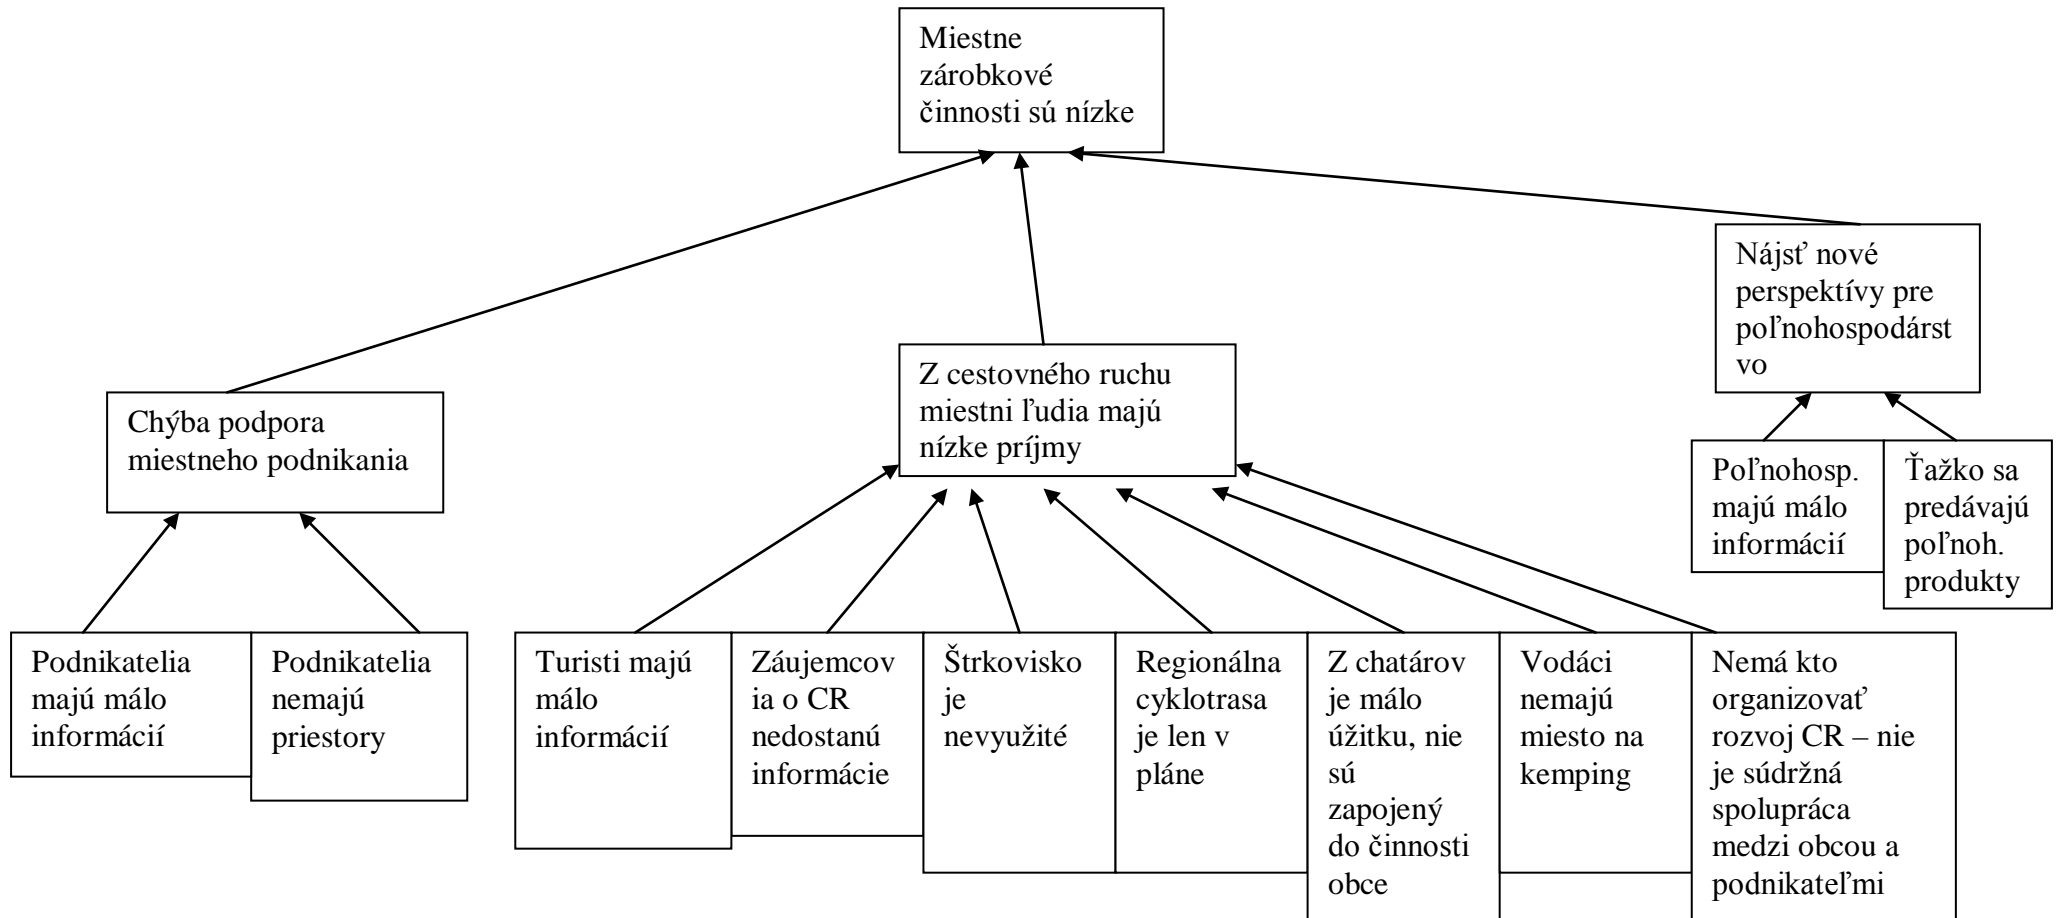 Miestne
zárobkové
činnosti sú nízke
Nájsť nové
perspektívy pre
poľnohospodárst
vo
Z cestovného ruchu
miestni ľudia majú
nízke príjmy
Chýba podpora
miestneho podnikania
Poľnohosp.
majú málo
informácií
Ťažko sa
predávajú
poľnoh.
produkty
Podnikatelia
majú málo
informácií
Podnikatelia
nemajú
priestory
Turisti majú
málo
informácií
Záujemcov
ia o CR
nedostanú
informácie
Štrkovisko
je
nevyužité
Regionálna
cyklotrasa
je len v
pláne
Z chatárov
je málo
úžitku, nie
sú
zapojený
do činnosti
obce
Vodáci
nemajú
miesto na
kemping
Nemá kto
organizovať
rozvoj CR – nie
je súdržná
spolupráca
medzi obcou a
podnikateľmi